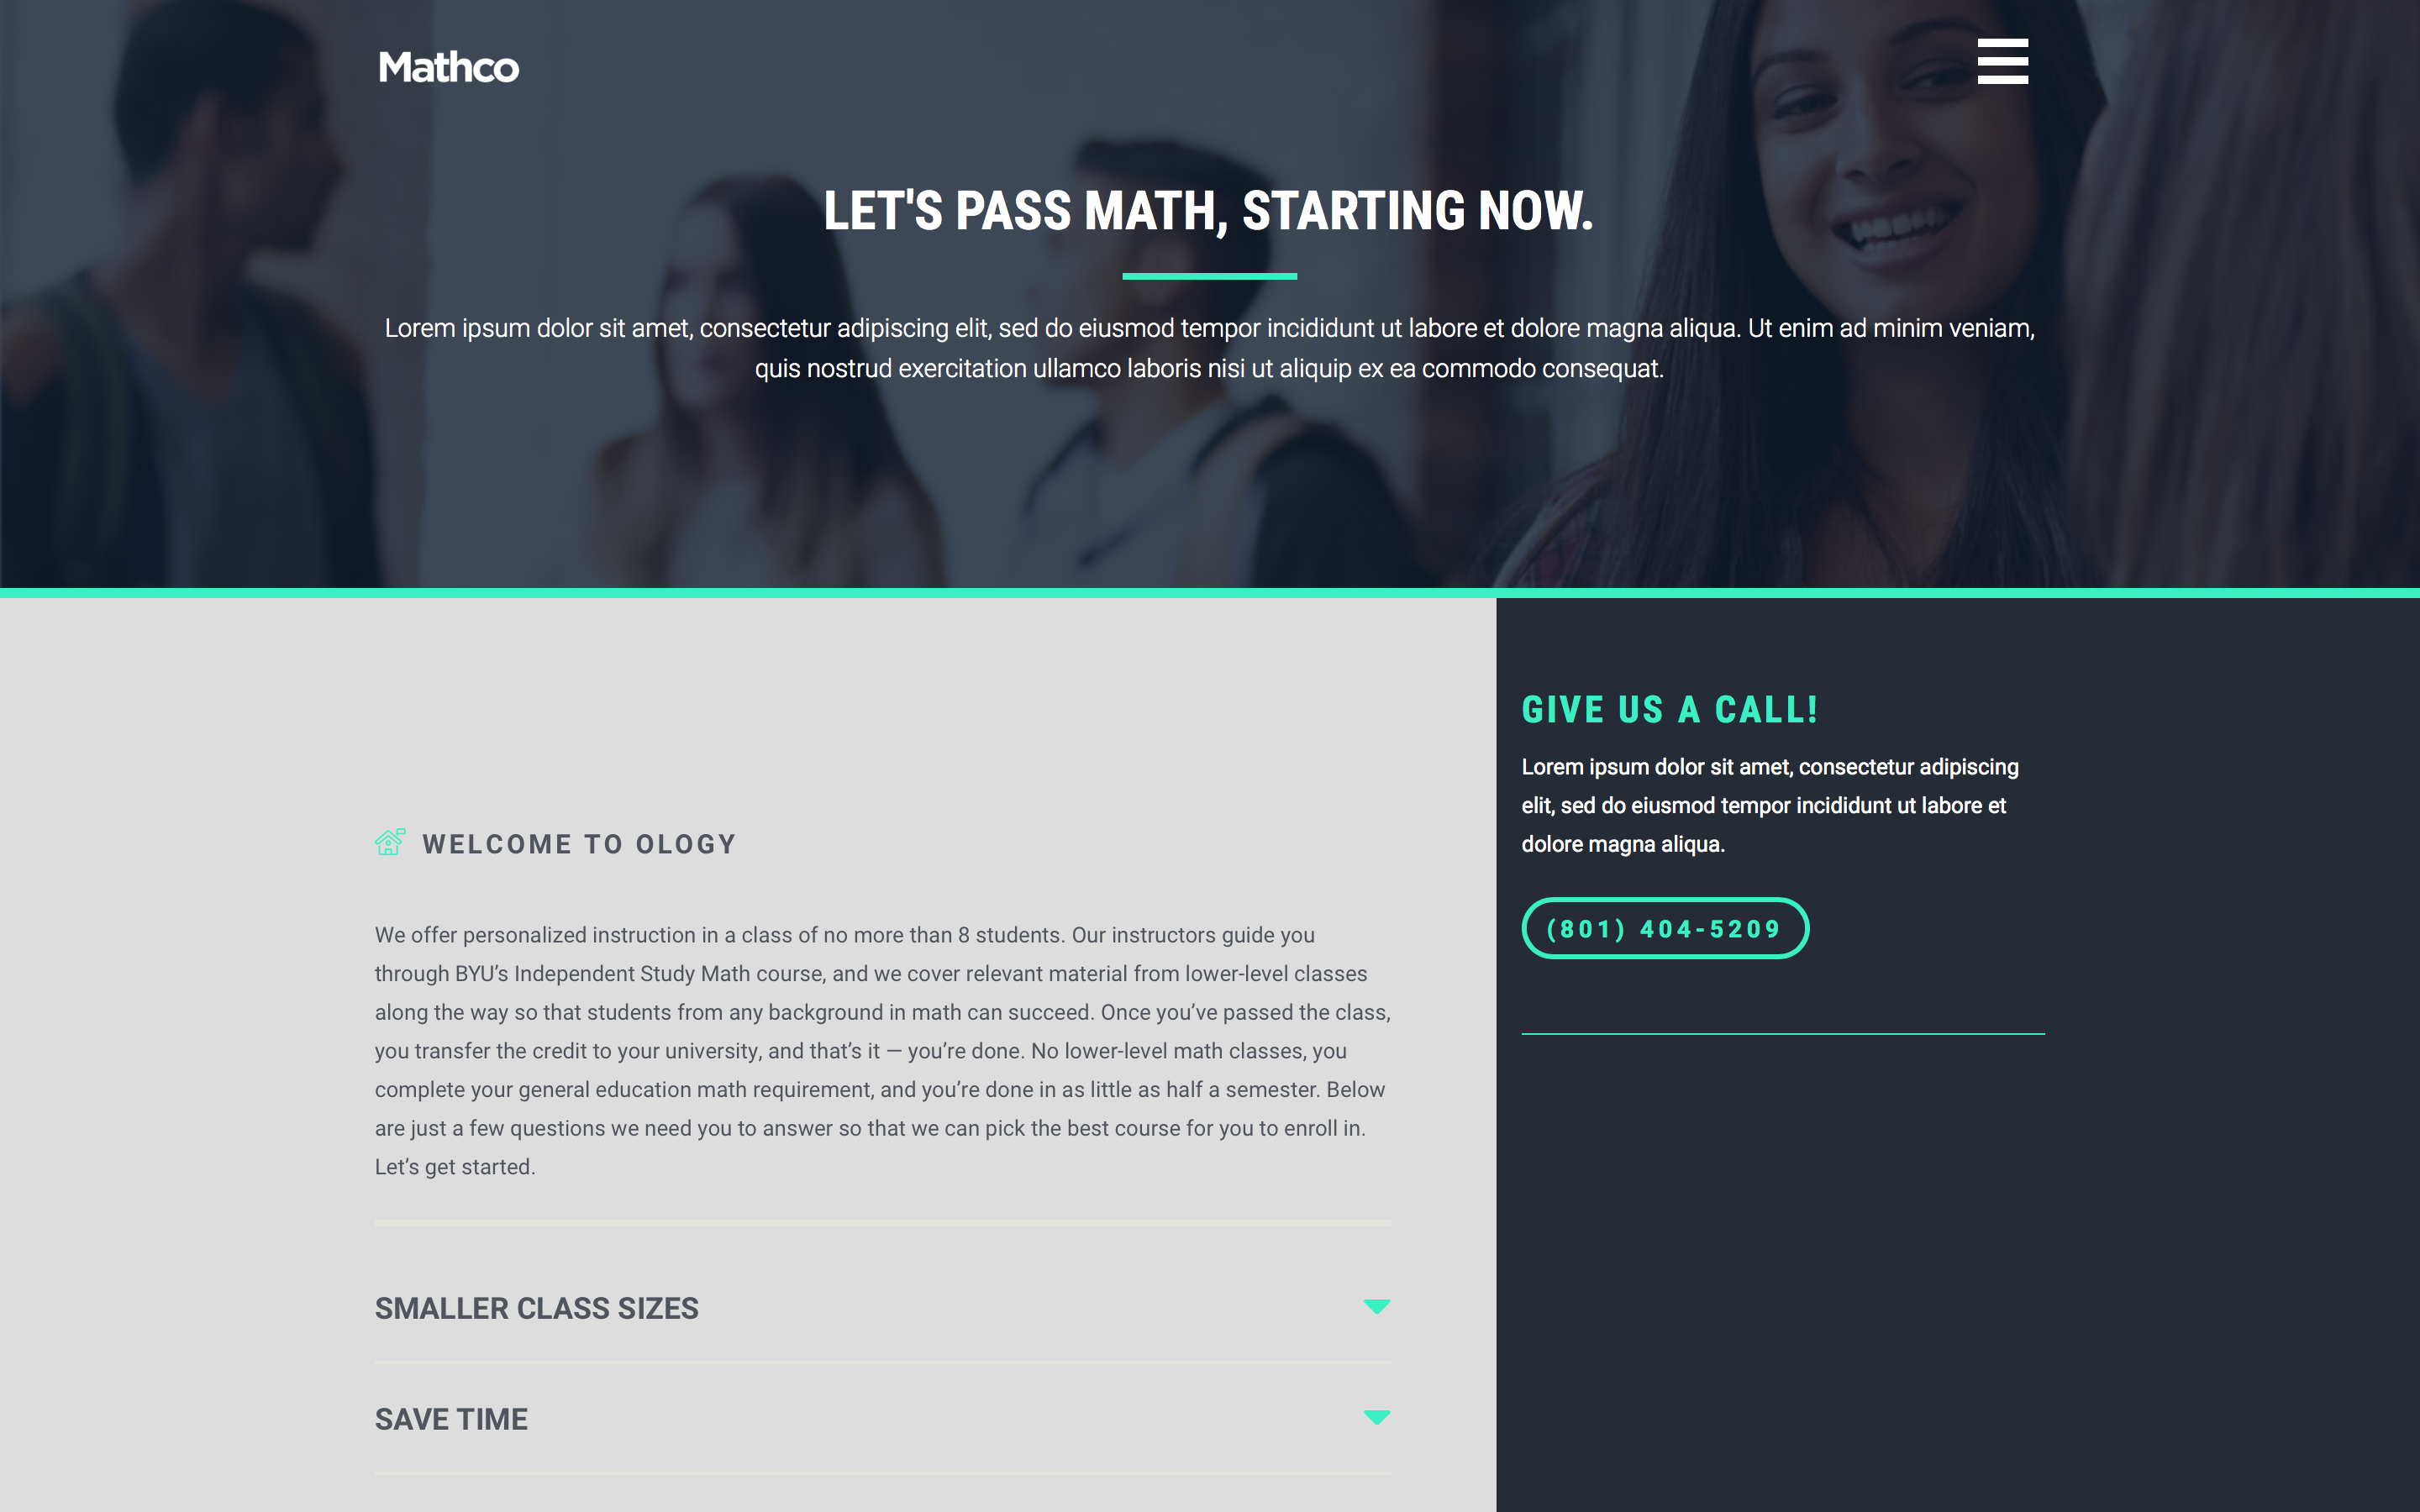 Mathco
LET'S PASS MATH, STARTING NOW.
Lorem ipsum dolor sit amet, consectetur adipiscing elit, sed do eiusmod tempor incididunt ut labore et dolore magna aliqua. Ut enim ad minim veniam,
quis nostrud exercitation ullamco laboris nisi ut aliquip ex ea commodo consequat.
WELCOME TO OLOGY
We offer personalized instruction in a class of no more than 8 students. Our instructors guide you
through BYU’s Independent Study Math course, and we cover relevant material from lower-level classes
along the way so that students from any background in math can succeed. Once you’ve passed the class,
you transfer the credit to your university, and that’s it — you’re done. No lower-level math classes, you
complete your general education math requirement, and you’re done in as little as half a semester. Below
are just a few questions we need you to answer so that we can pick the best course for you to enroll in.
Let’s get started.
SMALLER CLASS SIZES
SAVE TIME
GIVE US A CALL!
Lorem ipsum dolor sit amet, consectetur adipiscing
elit, sed do eiusmod tempor incididunt ut labore et
dolore magna aliqua.
(801) 404-5209